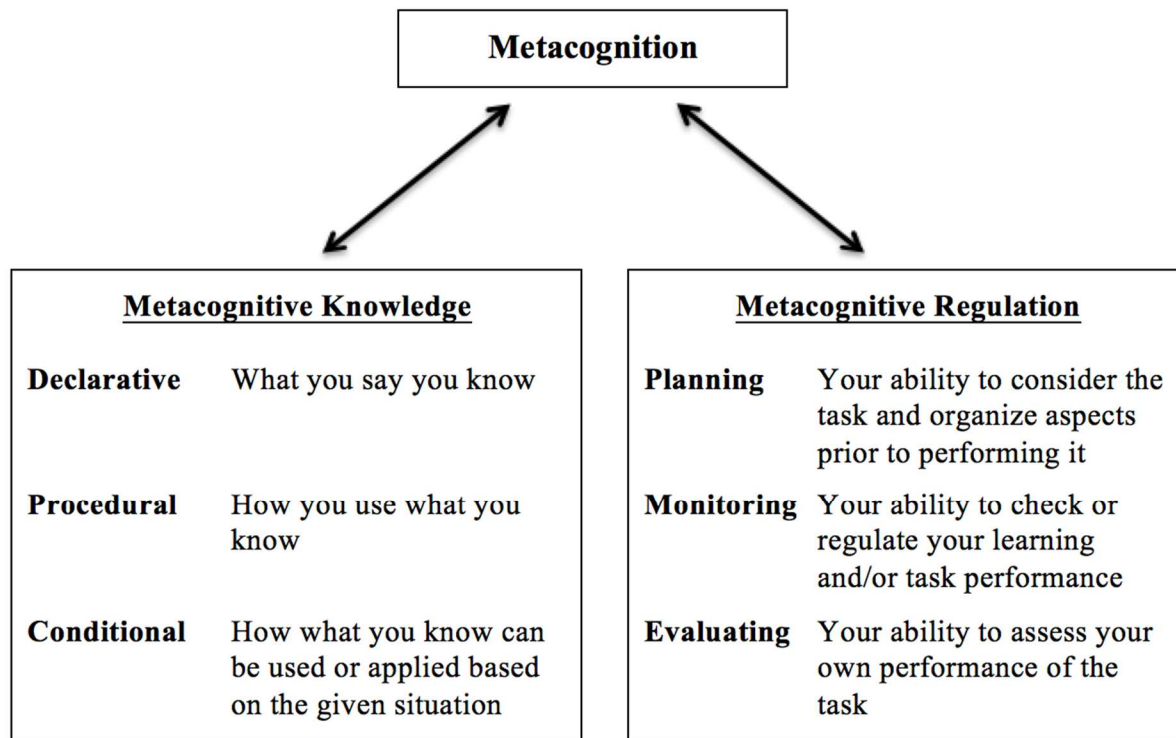 Metacognition
Metacognitive Knowledge
Declarative What you say you know
Procedural How you use what you
know
Conditional How what you know can
be used or applied based
on the given situation
Metacognitive Regulation
Planning Your ability to consider the
task and organize aspects
prior to performing it
Monitoring Your ability to check or
regulate your learning
and/or task performance
Evaluating Your ability to assess your
own performance of the
task